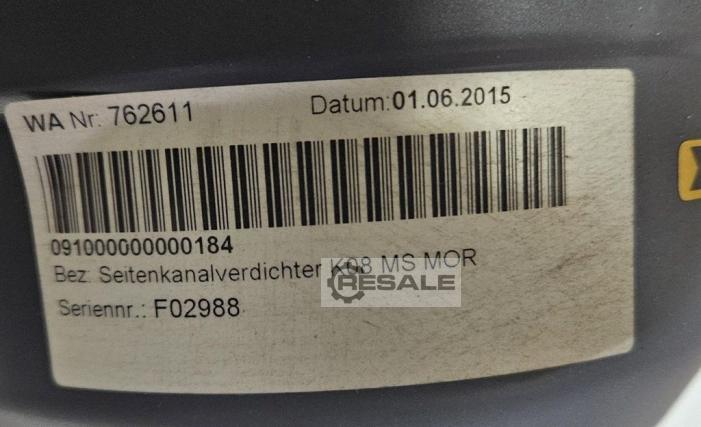 WA Nr: 762611 Datum:01.06.2015
091000000000184
Bez: Seitenkanalverdichter K08 MS MOR
RESALE
Seriennr.: F02988